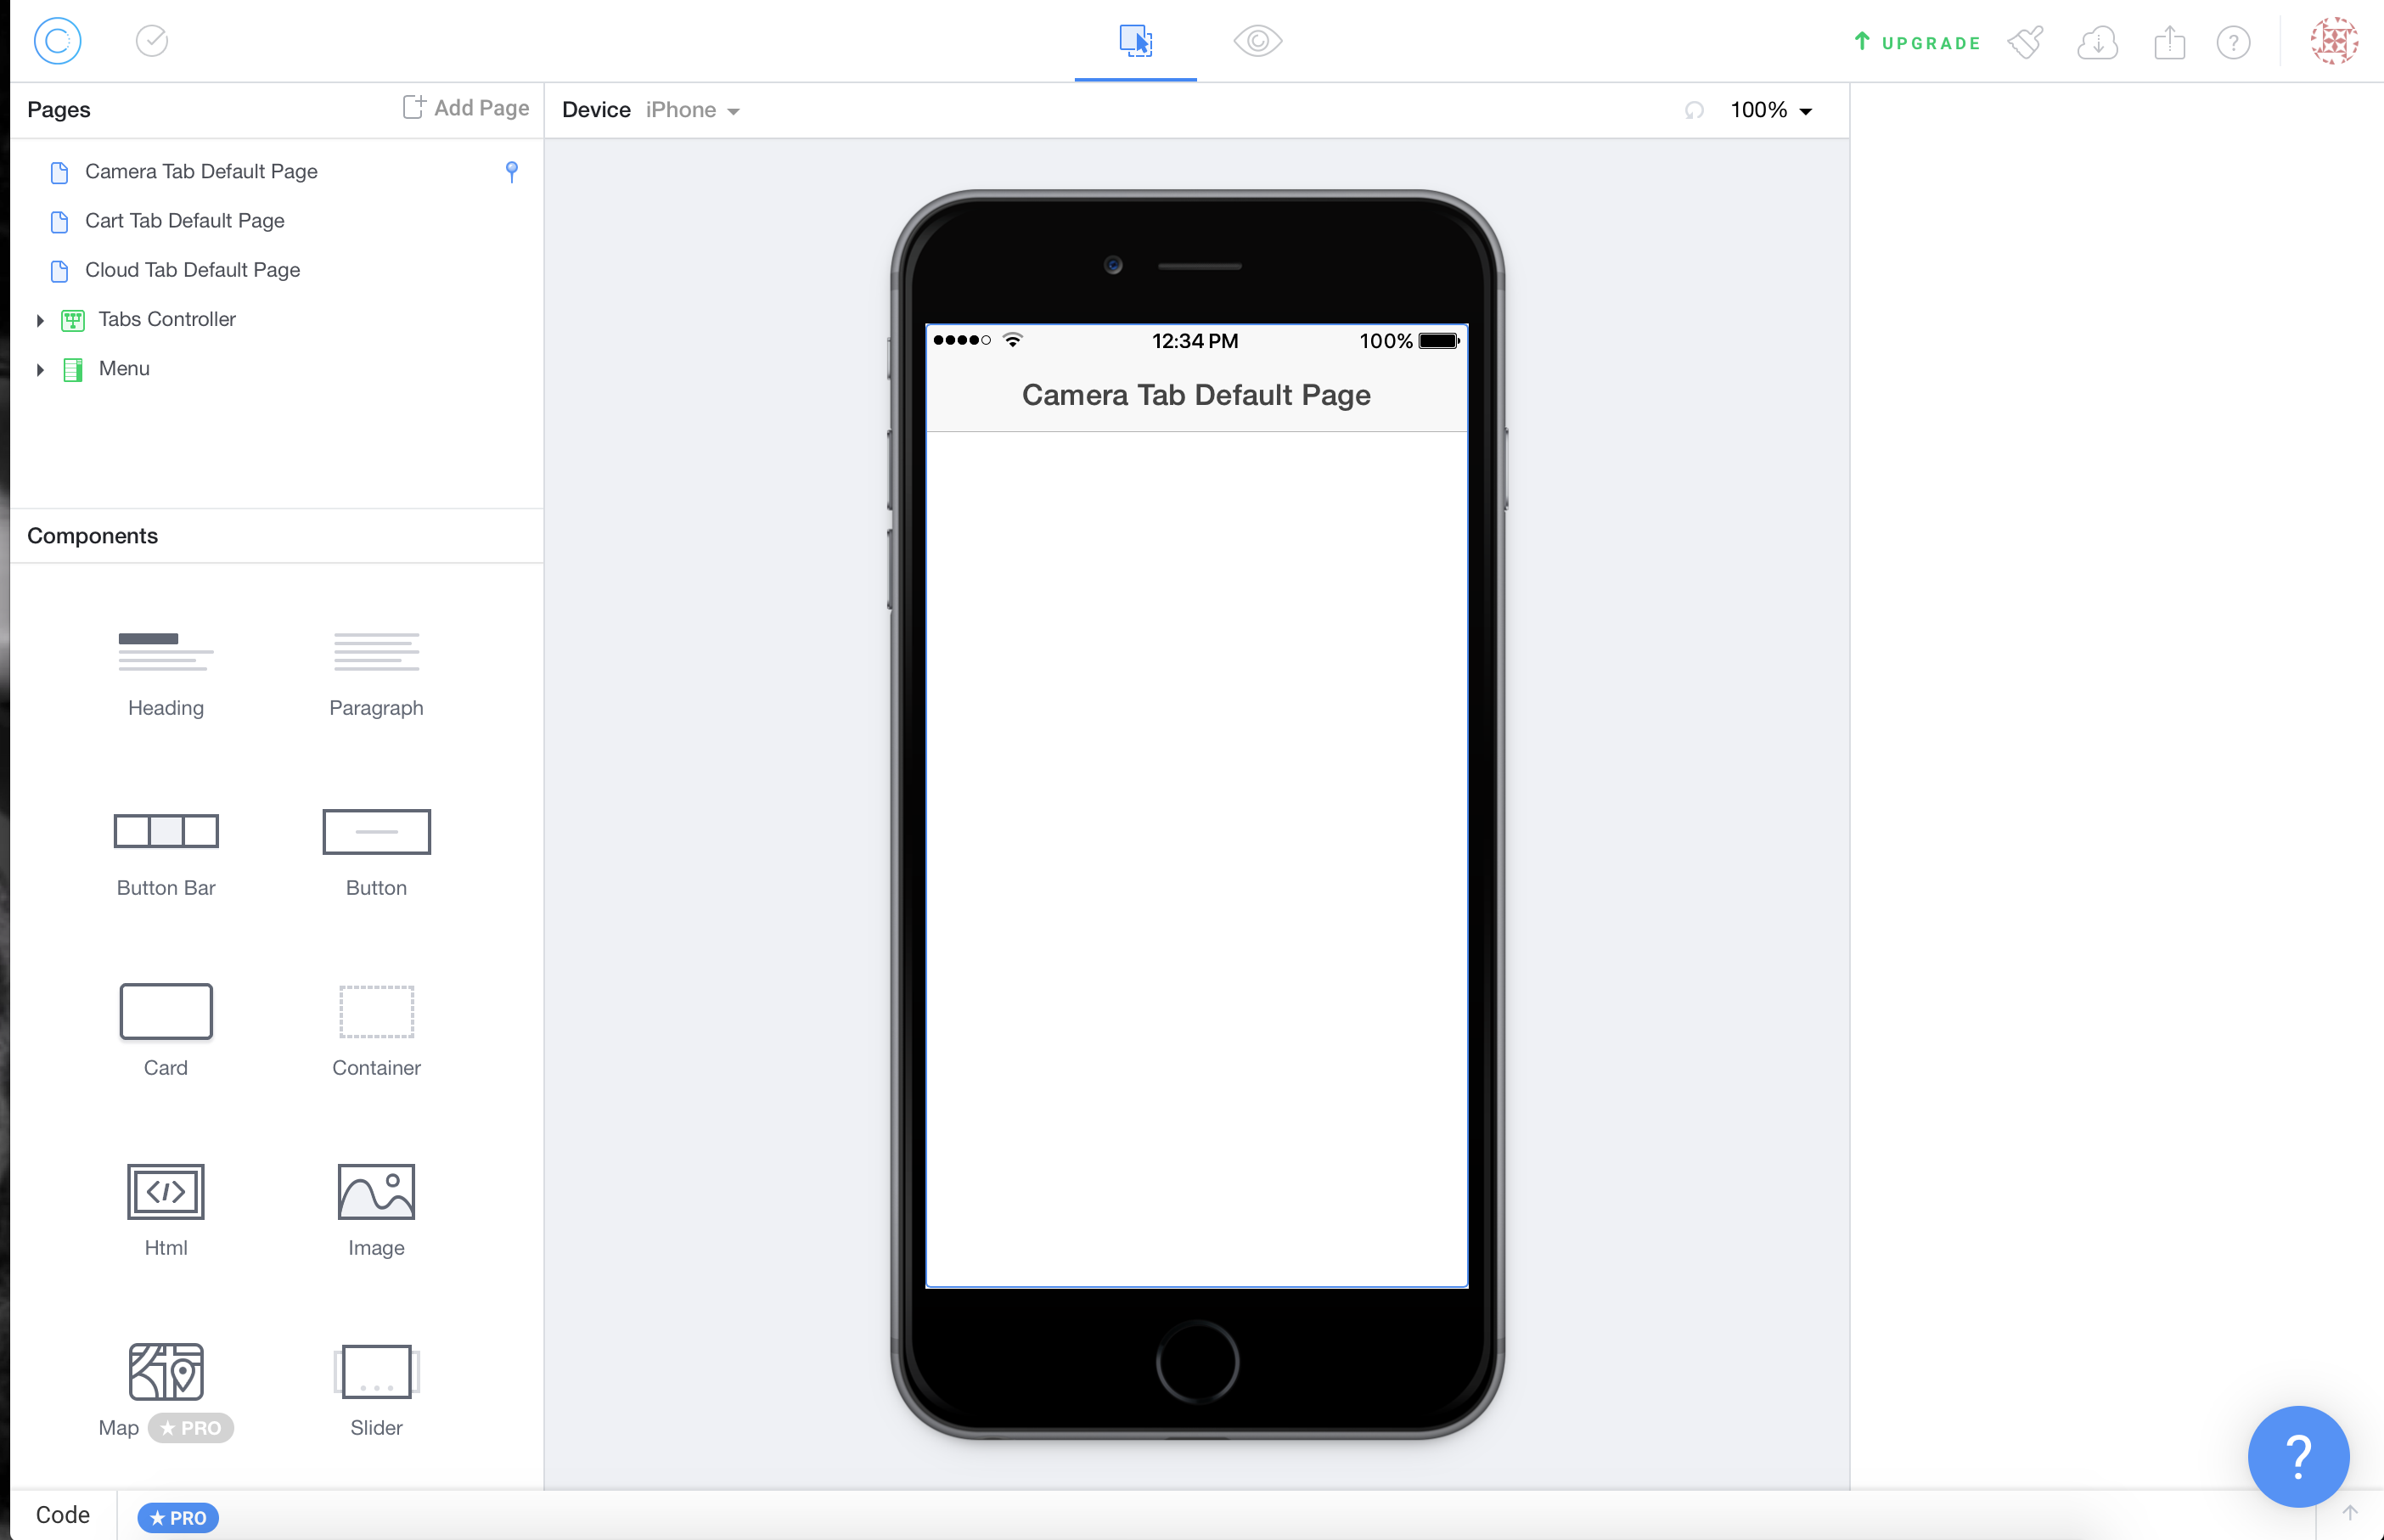 UPGRADE
Pages
Add Page
Device iPhone
100%
Camera Tab Default Page
Cart Tab Default Page
Cloud Tab Default Page
Tabs Controller
Menu
12:34 PM
100%
Camera Tab Default Page
Components
Heading
Paragraph
Button Bar
Button
Card
Container
</>
Html
Image
Map ★ PRO
Slider
?
Code
★ PRO